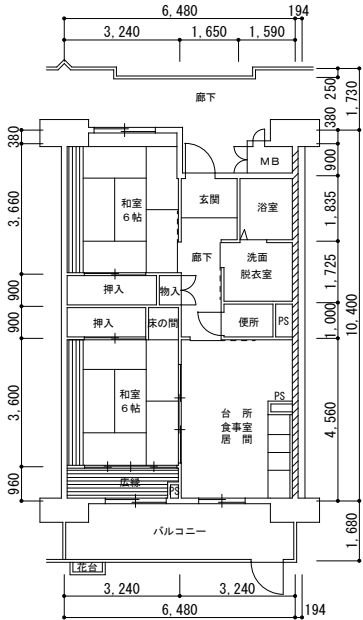 6,480
194
3,240
1,650
1,590
廊下
250
380
1,730
380
MB
900
和室
6帖
玄関
浴室
3,660
1,835
廊下
洗面
脱衣室
1,725
押入
物入
900
10,400
押入
床の間
便所
PS
900
1,000
和室
6帖
PS
台所
食事室
居間
3,600
4,560
広縁
PS
960
バルコニー
1,680
花台
3,240
3,240
6,480
194